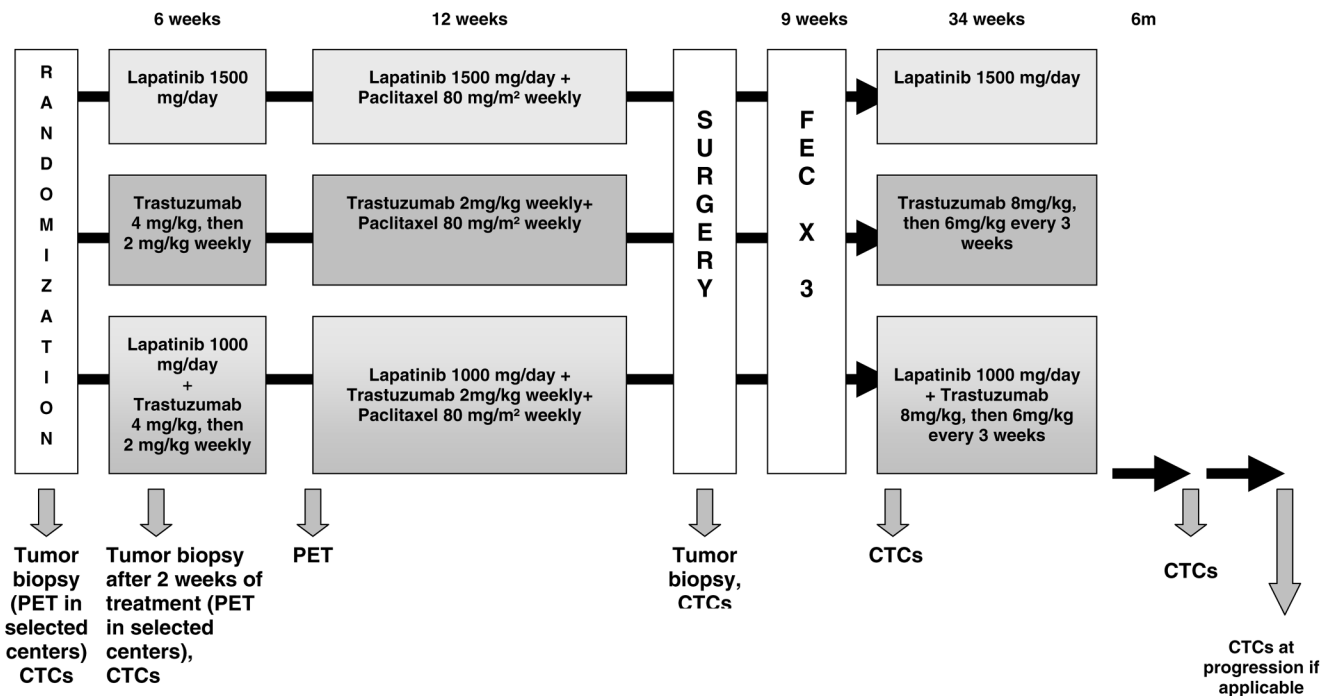 6 weeks
12 weeks
9 weeks
34 weeks
6m
R
A
N
D
O
M
I
Z
A
T
I
O
N
Lapatinib 1500
mg/day
Lapatinib 1500 mg/day +
Paclitaxel 80 mg/m² weekly
S
U
R
G
E
R
Y
F
E
C
X
3
Lapatinib 1500 mg/day
Trastuzumab
4 mg/kg, then
2 mg/kg weekly
Trastuzumab 2mg/kg weekly+
Paclitaxel 80 mg/m² weekly
Trastuzumab 8mg/kg,
then 6mg/kg every 3
weeks
Lapatinib 1000
mg/day
+
Trastuzumab
4 mg/kg, then
2 mg/kg weekly
Lapatinib 1000 mg/day +
Trastuzumab 2mg/kg weekly+
Paclitaxel 80 mg/m² weekly
Lapatinib 1000 mg/day
+ Trastuzumab
8mg/kg, then 6mg/kg
every 3 weeks
Tumor
biopsy
(PET in
selected
centers)
CTCs
Tumor biopsy
after 2 weeks of
treatment (PET
in selected
centers),
CTCs
PET
Tumor
biopsy,
CTCs
CTCs
CTCs
CTCs at
progression if
applicable